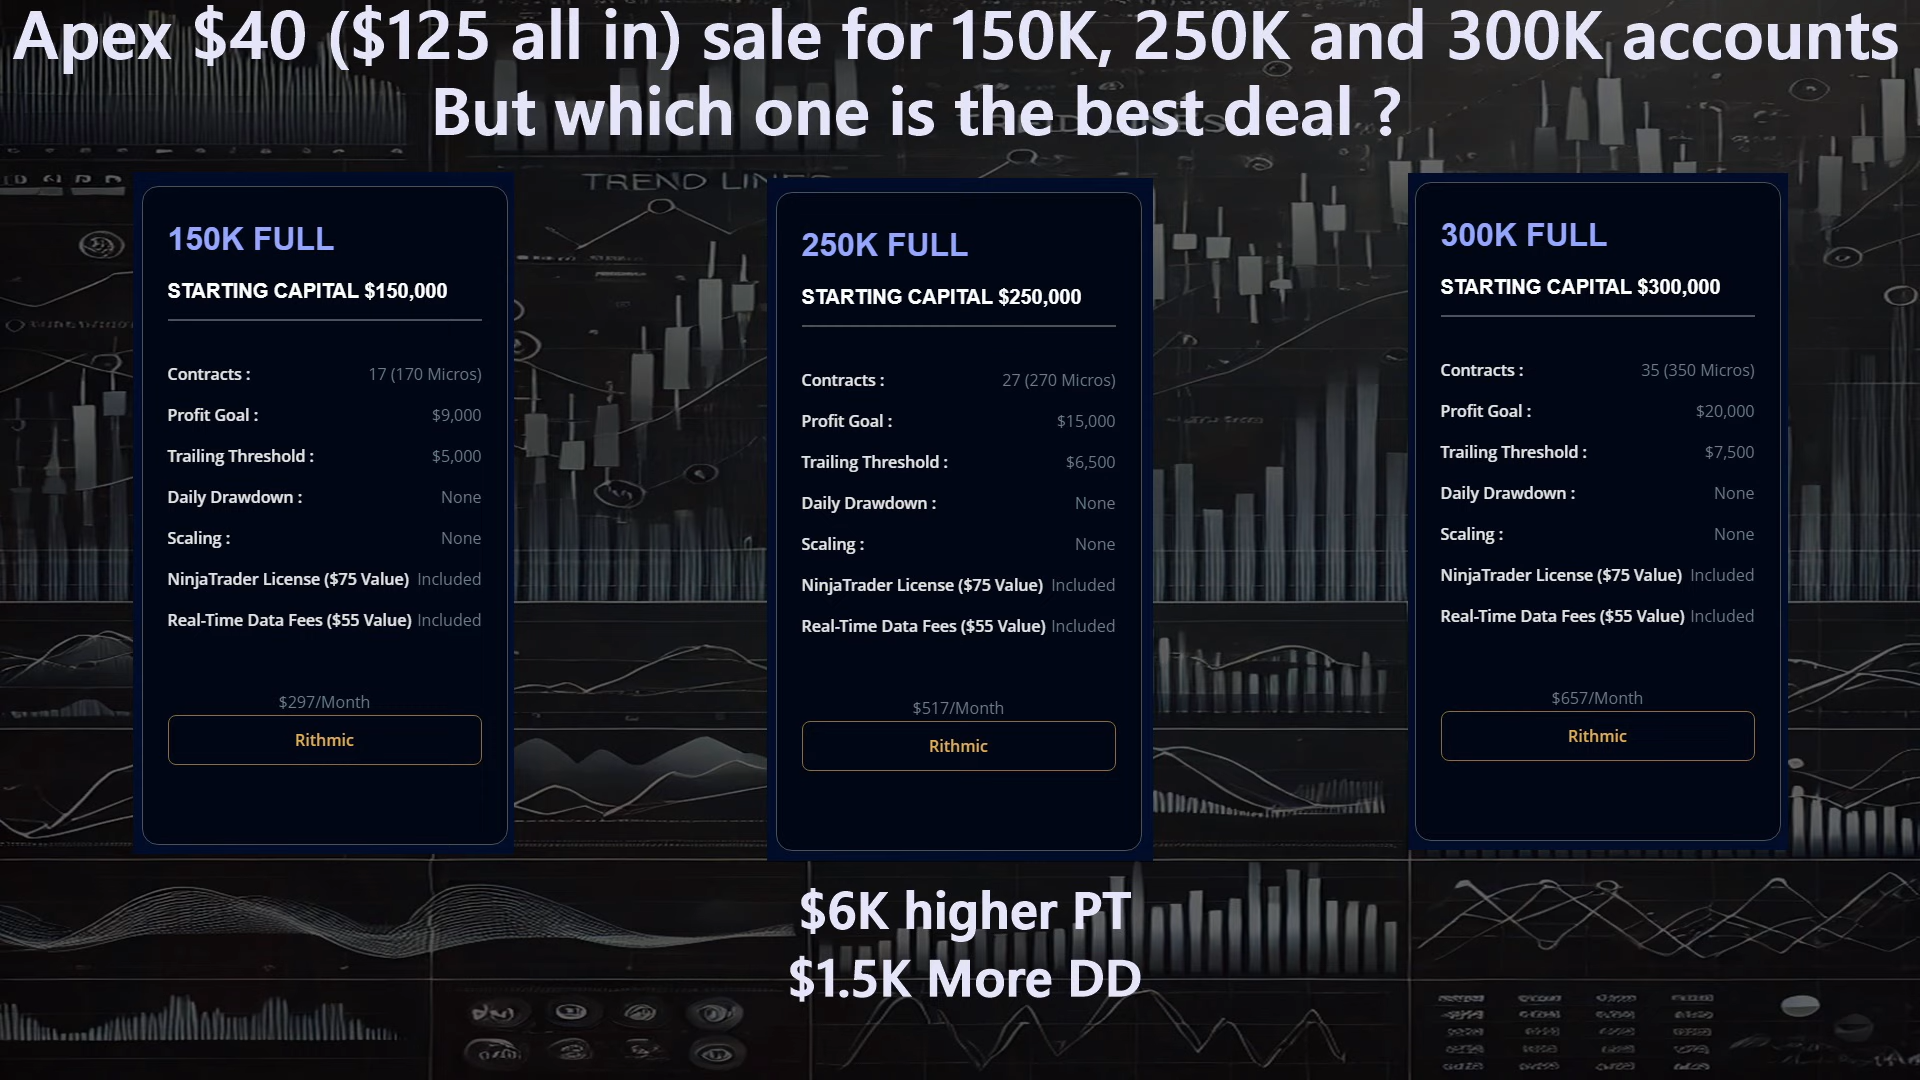 Apex $40 ($125 all in) sale for 150K, 250K and 300K accounts
But which one is the best deal ?
TREND LINES
150K FULL
STARTING CAPITAL $150,000
Contracts : 17 (170 Micros)
Profit Goal : $9,000
Trailing Threshold : $5,000
Daily Drawdown : None
Scaling : None
NinjaTrader License ($75 Value) Included
Real-Time Data Fees ($55 Value) Included
$297/Month
Rithmic
250K FULL
STARTING CAPITAL $250,000
Contracts : 27 (270 Micros)
Profit Goal : $15,000
Trailing Threshold : $6,500
Daily Drawdown : None
Scaling : None
NinjaTrader License ($75 Value) Included
Real-Time Data Fees ($55 Value) Included
$517/Month
Rithmic
300K FULL
STARTING CAPITAL $300,000
Contracts : 35 (350 Micros)
Profit Goal : $20,000
Trailing Threshold : $7,500
Daily Drawdown : None
Scaling : None
NinjaTrader License ($75 Value) Included
Real-Time Data Fees ($55 Value) Included
$657/Month
Rithmic
$6K higher PT
$1.5K More DD